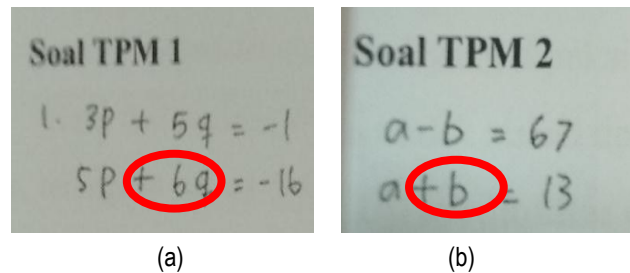 Soal TPM 1
1. 3p + 5q = -1
5p + 6q = -16
(a)
Soal TPM 2
a-b = 67
a+b = 13
(b)